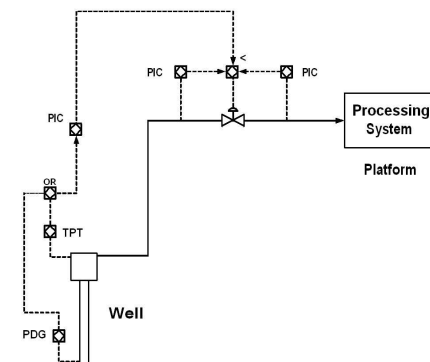 <
PIC
PIC
PIC
Processing
System
Platform
OR
TPT
Well
PDG